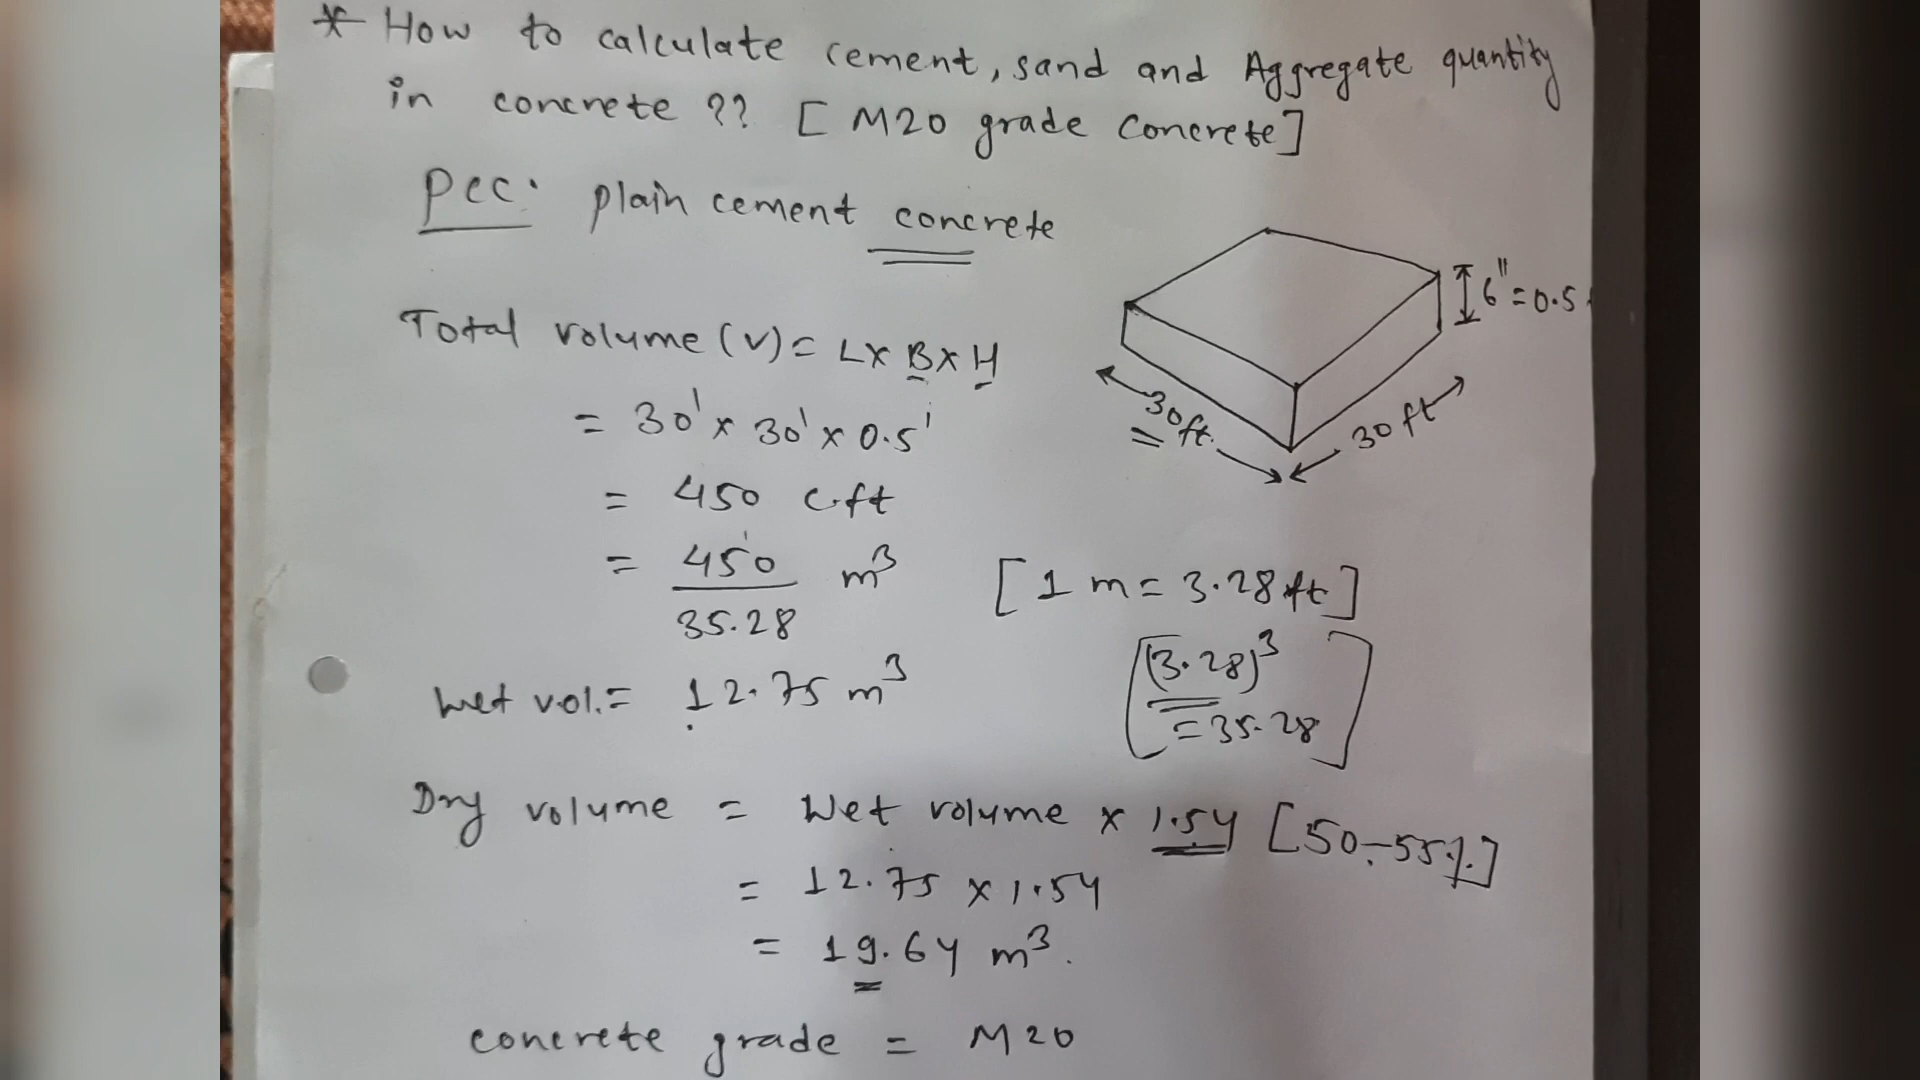 * How to calculate cement, sand and Aggregate quantity
in concrete ?? [ M20 grade concrete]
Pcc: plain cement concrete
6" = 0.5
Total volume (V) = L x B x H
30 ft.
30 ft
= 30' x 30' x 0.5'
= 450 c.ft
= 450/35.28 m³ [1 m = 3.28 ft]
[(3.28)³
= 35.28]
Wet vol. = 12.75 m³
Dry volume = Wet volume x 1.54 [50-55%]
= 12.75 x 1.54
= 19.64 m³.
concrete grade = M20